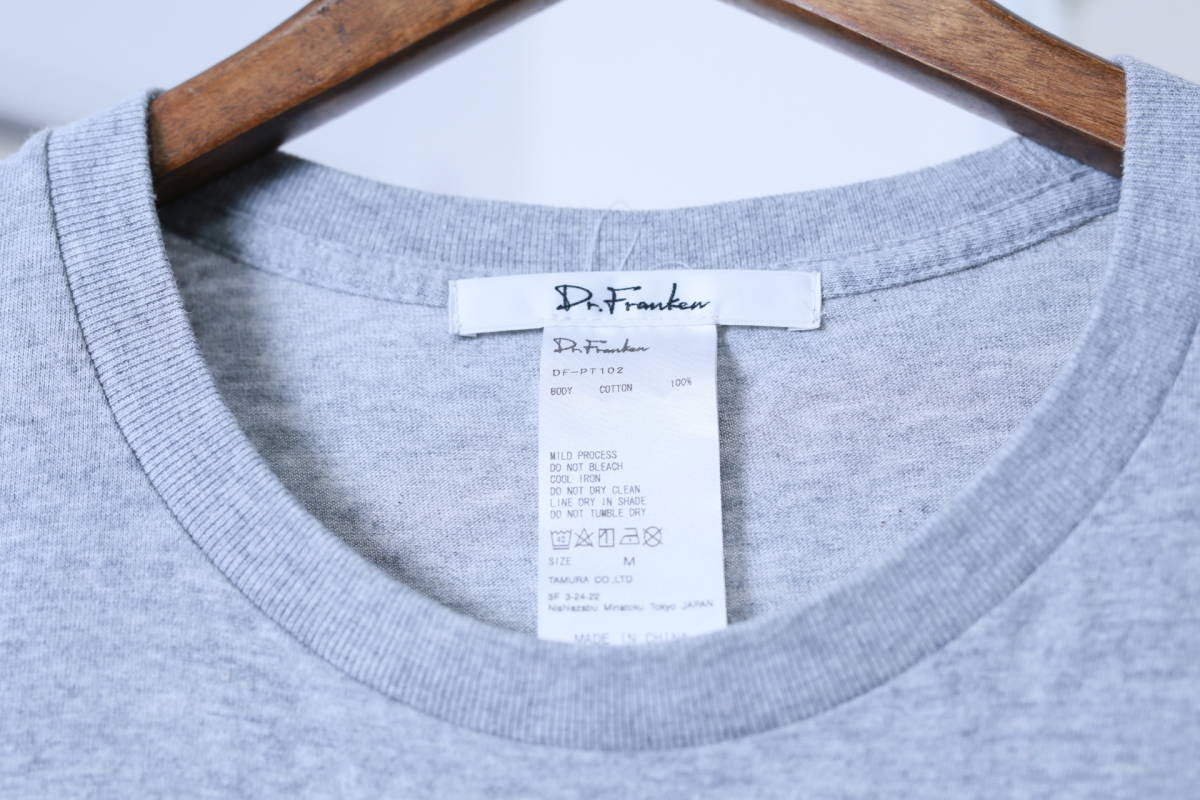 Dr.Franken
Dr.Franken
DF-PT102
BODY COTTON 100%
MILD PROCESS
DO NOT BLEACH
COOL IRON
DO NOT DRY CLEAN
LINE DRY IN SHADE
DO NOT TUMBLE DRY
SIZE M
TAMURA CO.,LTD
5F 3-24-22
Nishiazabu Minatoku Tokyo JAPAN
MADE IN CHINA